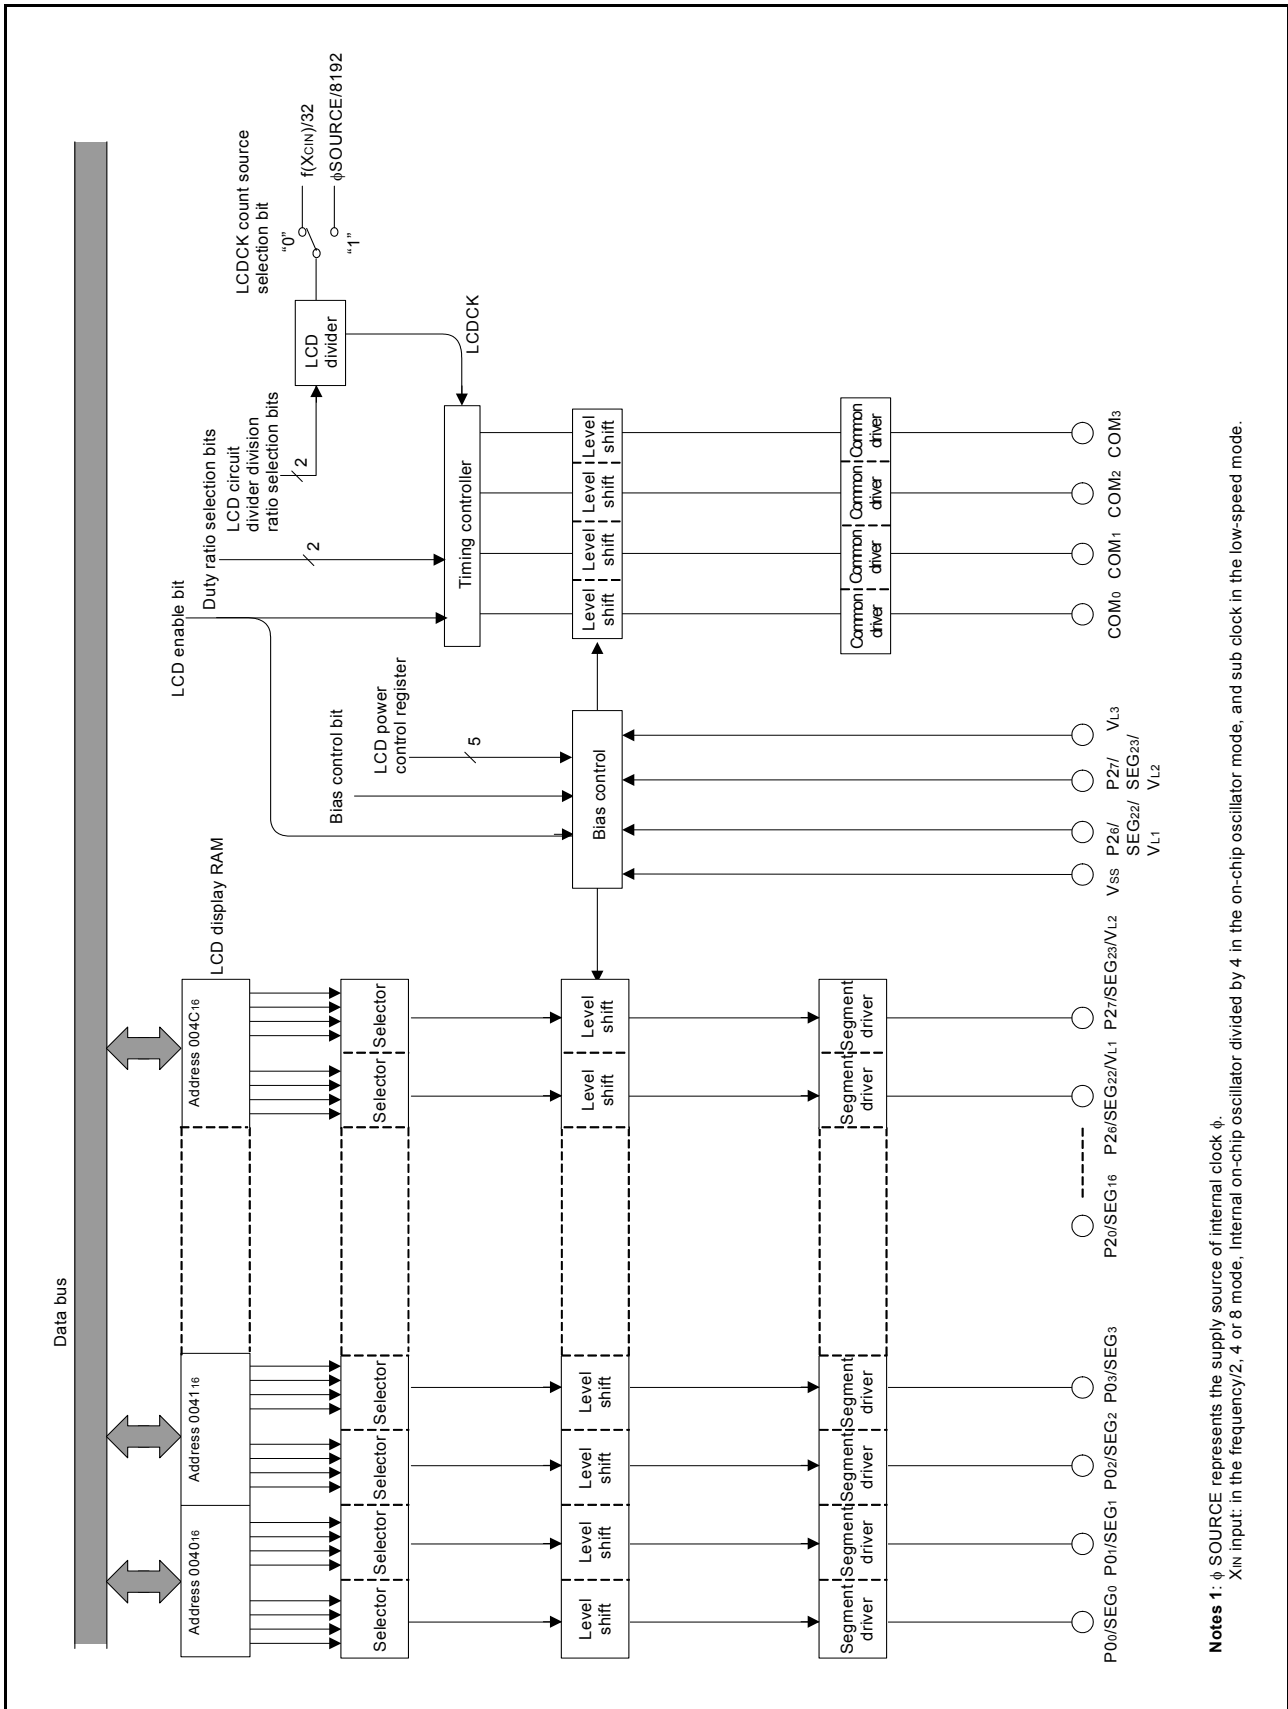 Data bus
Address 004016
Address 004116
Address 004C16
LCD display RAM
Selector
Selector
Selector
Selector
Selector
Selector
Level
shift
Level
shift
Level
shift
Level
shift
Level
shift
Level
shift
Segment
driver
Segment
driver
Segment
driver
Segment
driver
Segment
driver
Segment
driver
P00/SEG0
P01/SEG1
P02/SEG2
P03/SEG3
P20/SEG16
P26/SEG22/VL1
P27/SEG23/VL2
LCD enable bit
Duty ratio selection bits
2
LCD circuit
divider division
ratio selection bits
2
LCDCK count source
selection bit
"0"
"1"
f(XCIN)/32
φSOURCE/8192
LCD
divider
LCDCK
Bias control bit
LCD power
control register
5
Timing controller
Bias control
Level
shift
Level
shift
Level
shift
Level
shift
Common
driver
Common
driver
Common
driver
Common
driver
VSS
P26/
SEG22/
VL1
P27/
SEG23/
VL2
VL3
COM0
COM1
COM2
COM3
Notes 1: φ SOURCE represents the supply source of internal clock φ.
XIN input: in the frequency/2, 4 or 8 mode, Internal on-chip oscillator divided by 4 in the on-chip oscillator mode, and sub clock in the low-speed mode.